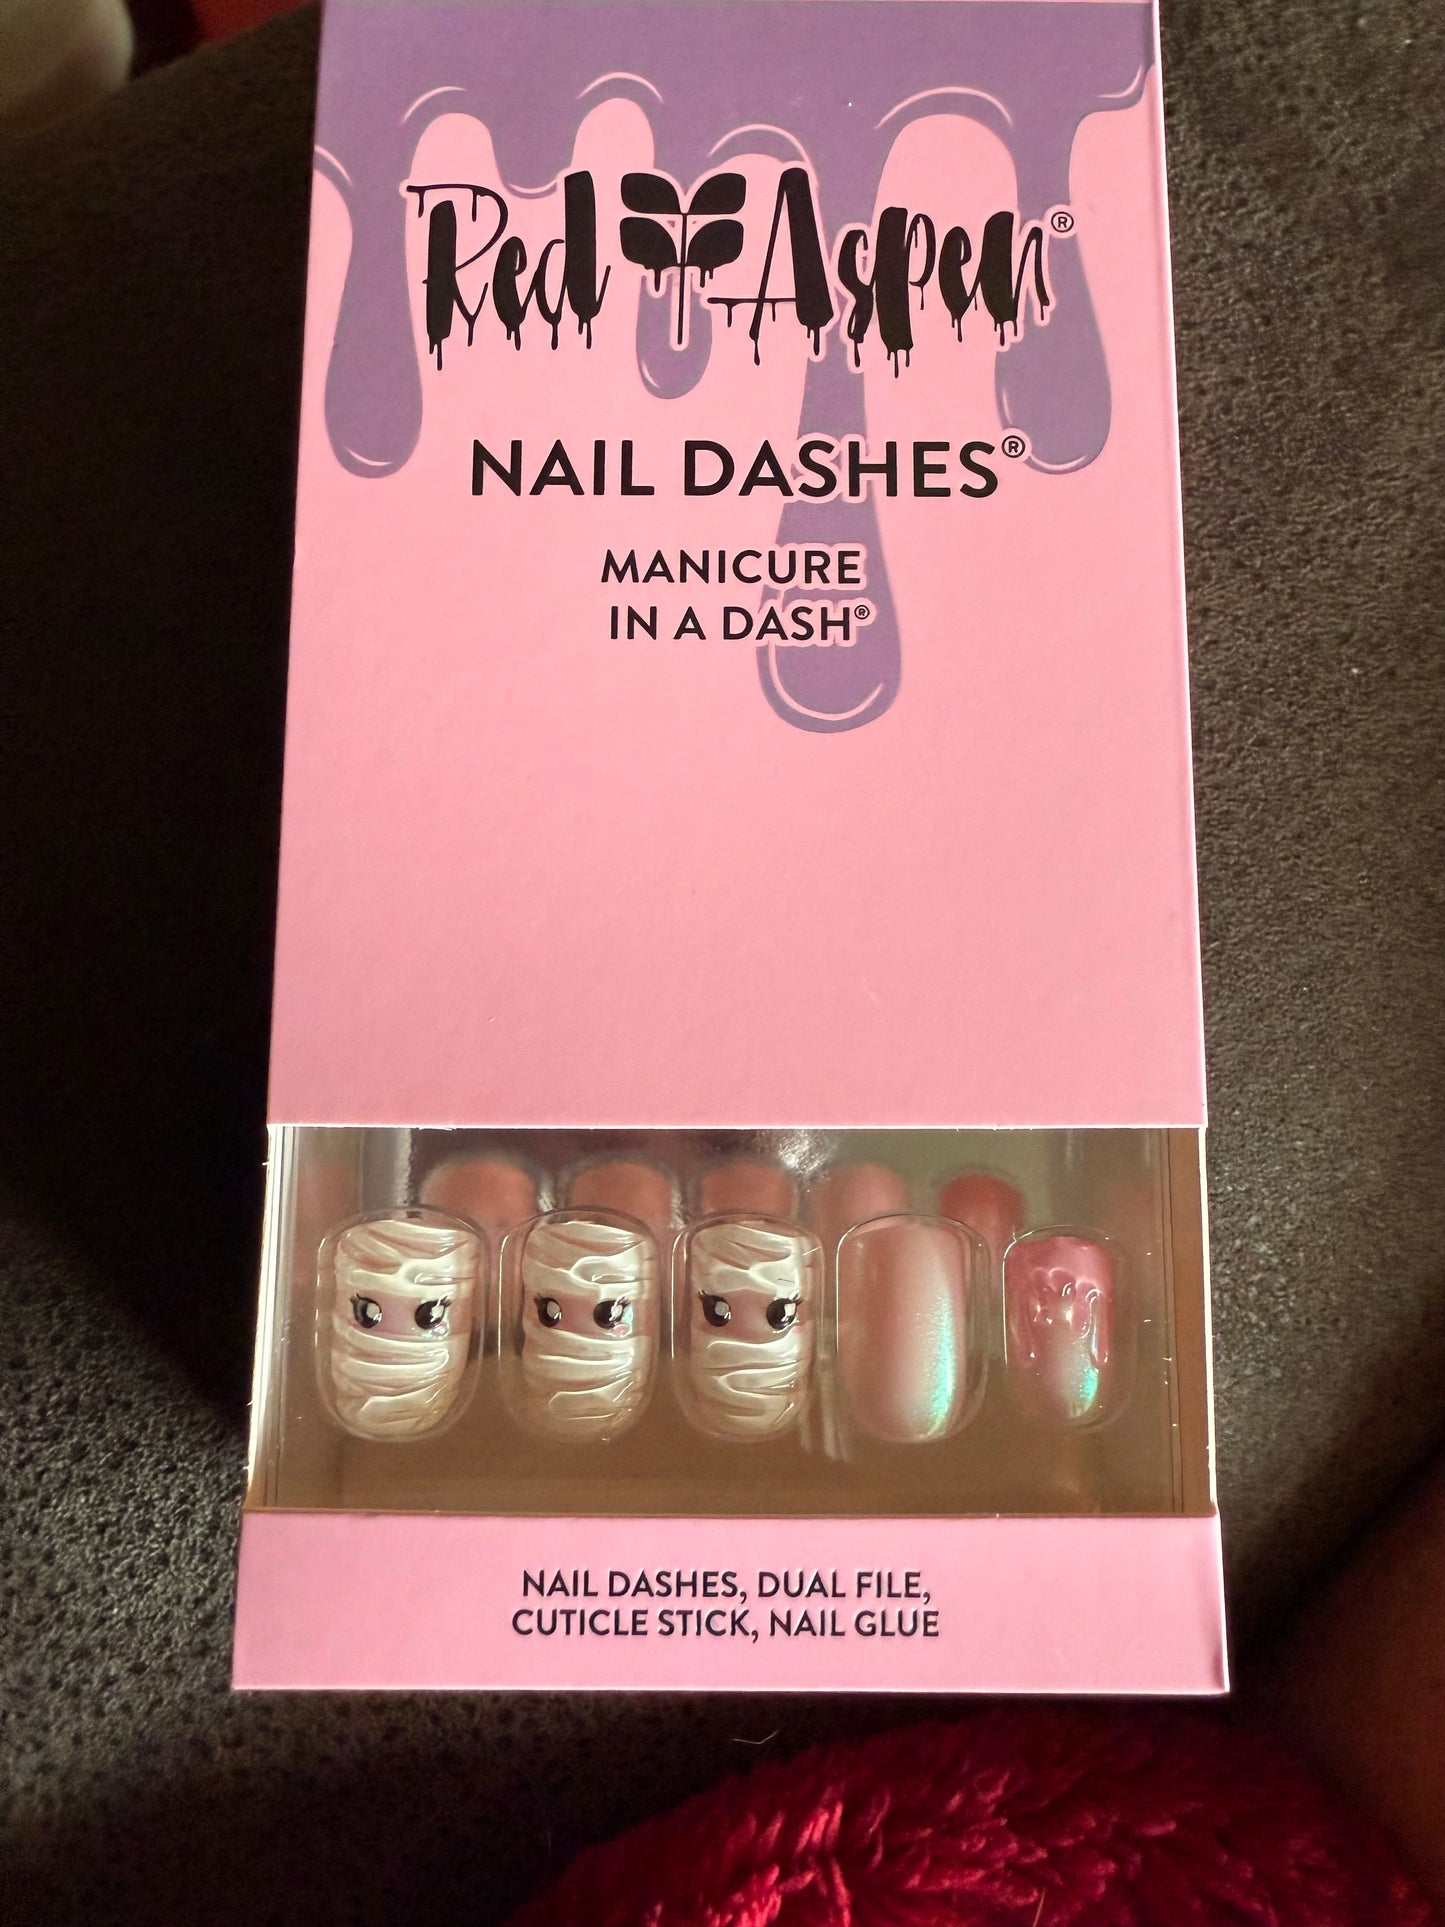 Red Aspen®
NAIL DASHES®
MANICURE
IN A DASH®
NAIL DASHES, DUAL FILE,
CUTICLE STICK, NAIL GLUE